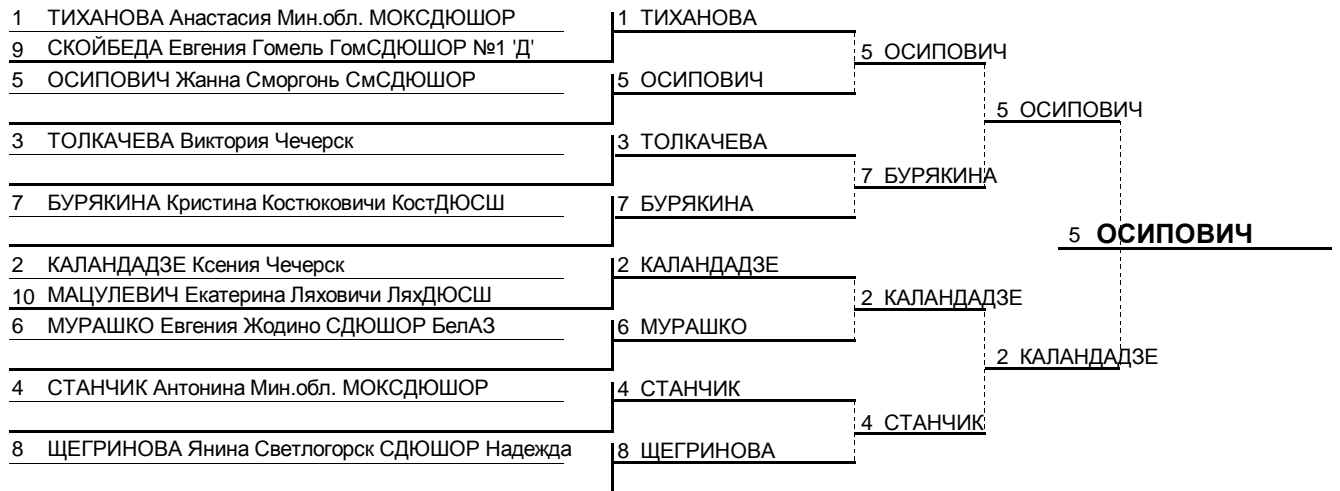 1 ТИХАНОВА Анастасия Мин.обл. МОКСДЮШОР
1 ТИХАНОВА
9 СКОЙБЕДА Евгения Гомель ГомСДЮШОР №1 'Д'
5 ОСИПОВИЧ
5 ОСИПОВИЧ Жанна Сморгонь СмСДЮШОР
5 ОСИПОВИЧ
5 ОСИПОВИЧ
3 ТОЛКАЧЕВА Виктория Чечерск
3 ТОЛКАЧЕВА
7 БУРЯКИНА
7 БУРЯКИНА Кристина Костюковичи КостДЮСШ
7 БУРЯКИНА
5 ОСИПОВИЧ
2 КАЛАНДАДЗЕ Ксения Чечерск
2 КАЛАНДАДЗЕ
10 МАЦУЛЕВИЧ Екатерина Ляховичи ЛяхДЮСШ
2 КАЛАНДАДЗЕ
6 МУРАШКО Евгения Жодино СДЮШОР БелАЗ
6 МУРАШКО
2 КАЛАНДАДЗЕ
4 СТАНЧИК Антонина Мин.обл. МОКСДЮШОР
4 СТАНЧИК
4 СТАНЧИК
8 ЩЕГРИНОВА Янина Светлогорск СДЮШОР Надежда
8 ЩЕГРИНОВА